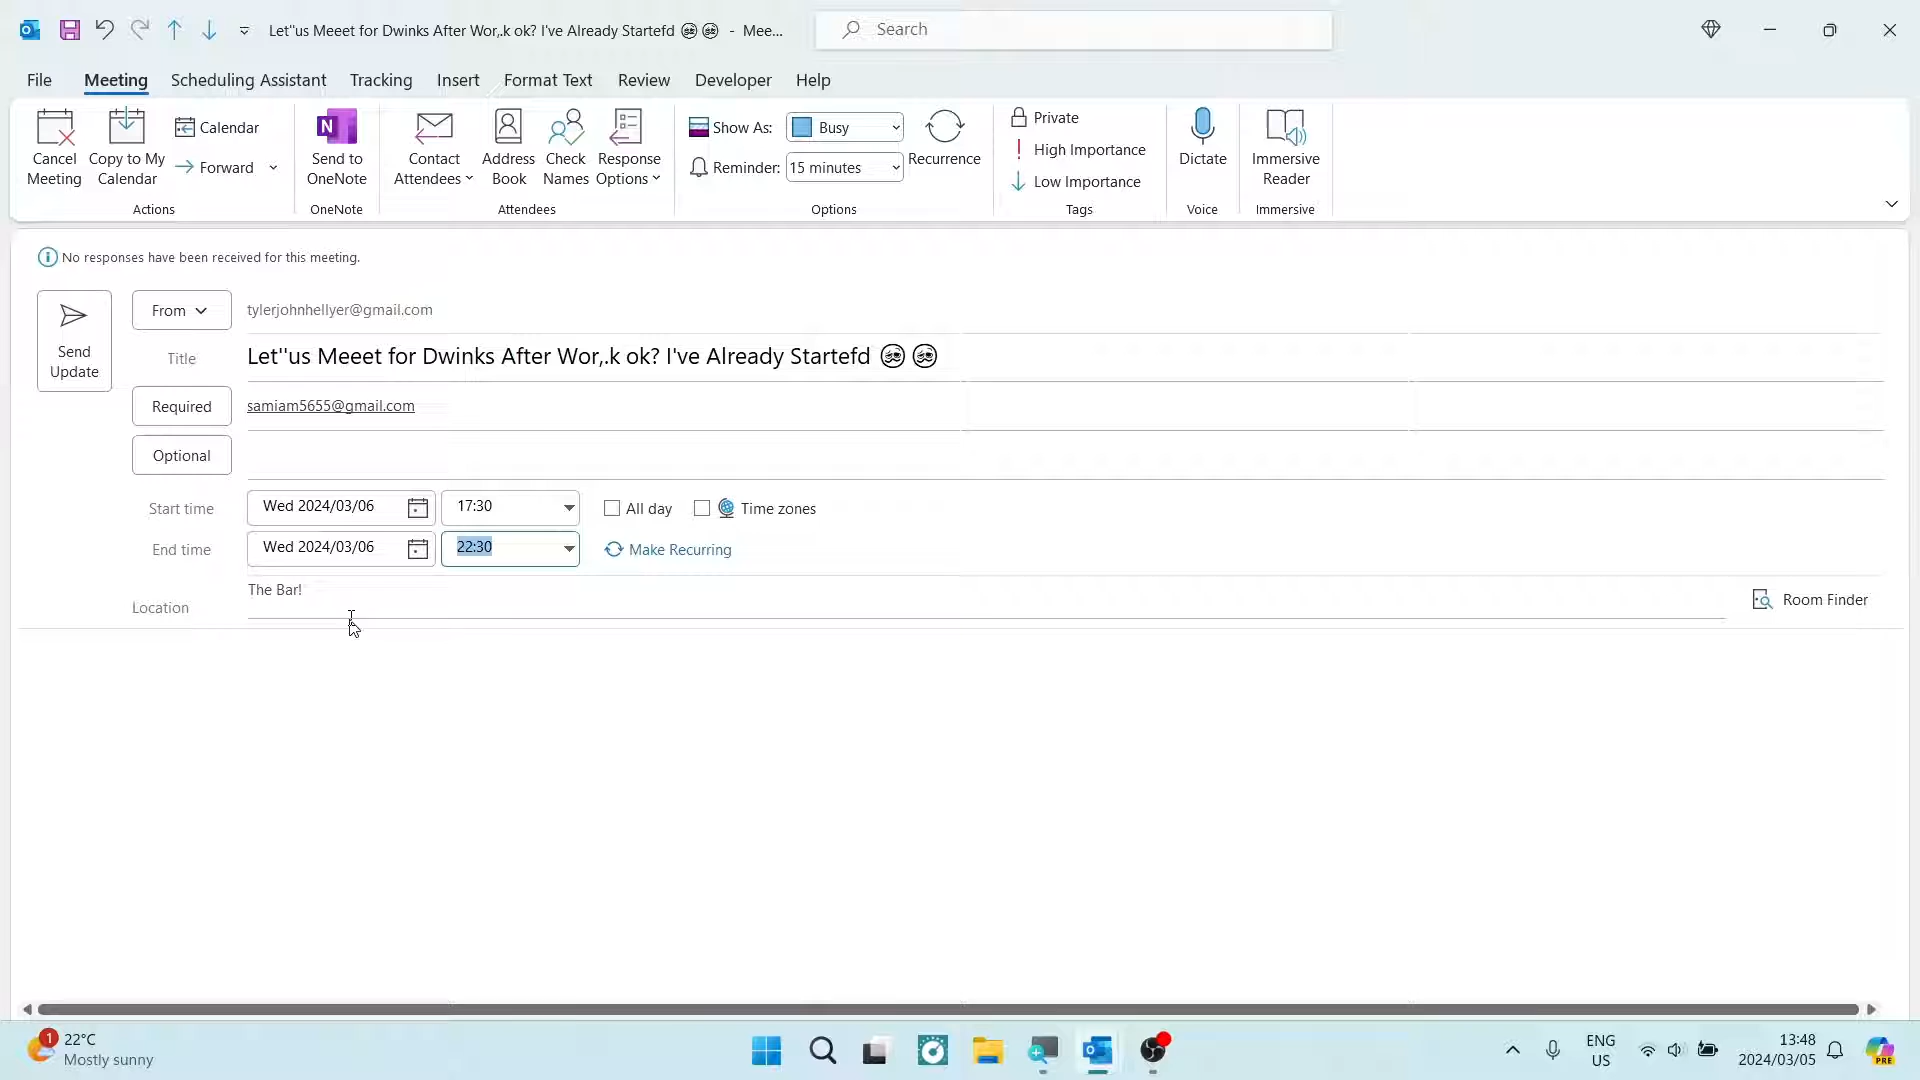 Let''us Meeet for Dwinks After Wor,.k ok? I've Already Startefd 😄 😄 - Mee...
Search
File Meeting Scheduling Assistant Tracking Insert Format Text Review Developer Help
Cancel Meeting
Copy to My Calendar
Calendar
Forward
Actions
Send to OneNote
OneNote
Contact Attendees
Address Book
Check Names
Response Options
Attendees
Show As: Busy
Reminder: 15 minutes
Recurrence
Options
Private
High Importance
Low Importance
Tags
Dictate
Voice
Immersive Reader
Immersive
No responses have been received for this meeting.
Send Update
From tylerjohnhellyer@gmail.com
Title Let''us Meeet for Dwinks After Wor,.k ok? I've Already Startefd 😄 😄
Required samiam5655@gmail.com
Optional
Start time Wed 2024/03/06 17:30 All day Time zones
End time Wed 2024/03/06 22:30 Make Recurring
Location The Bar! Room Finder
1
22°C
Mostly sunny
ENG
US
13:48
2024/03/05
PRE